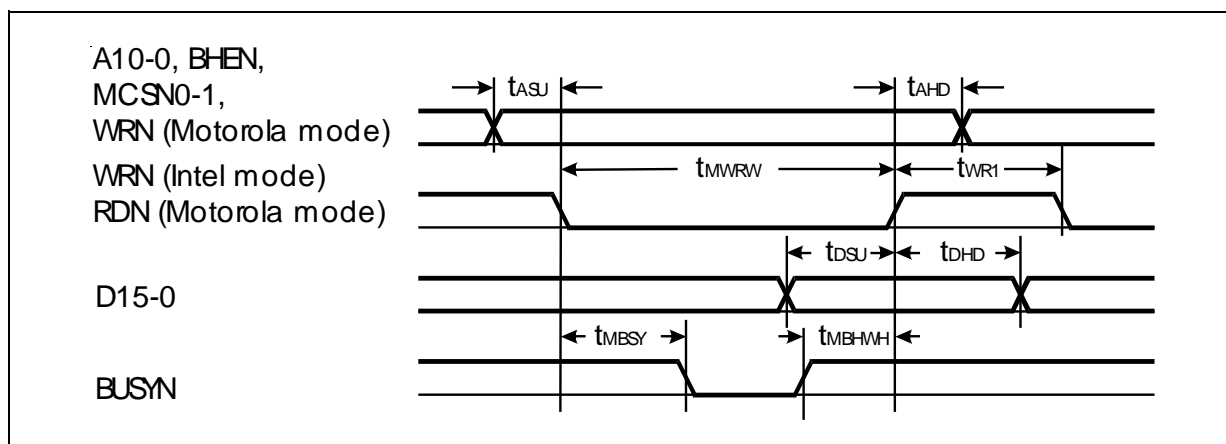 A10-0, BHEN,
MCSN0-1,
WRN (Motorola mode)
WRN (Intel mode)
RDN (Motorola mode)
D15-0
BUSYN
tASU
tAHD
tMWRW
tWR1
tDSU
tDHD
tMBSY
tMBHWH